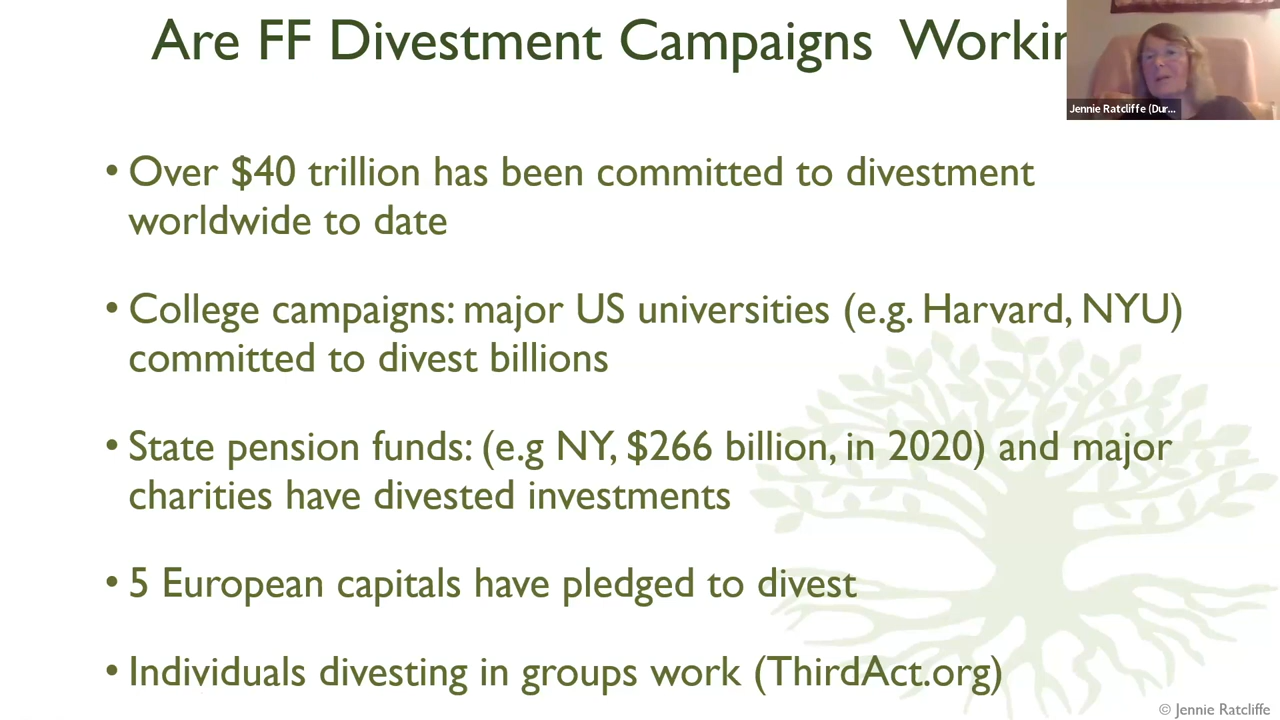 Are FF Divestment Campaigns Workin
Jennie Ratcliffe (Dur...
• Over $40 trillion has been committed to divestment
worldwide to date
• College campaigns: major US universities (e.g. Harvard, NYU)
committed to divest billions
• State pension funds: (e.g NY, $266 billion, in 2020) and major
charities have divested investments
• 5 European capitals have pledged to divest
• Individuals divesting in groups work (ThirdAct.org)
© Jennie Ratcliffe